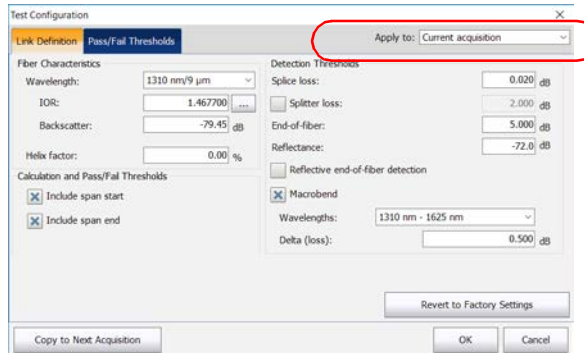 Test Configuration
Link Definition Pass/Fail Thresholds Apply to: Current acquisition
Fiber Characteristics
Wavelength: 1310 nm/9 µm
IOR: 1.467700 ...
Backscatter: -79.45 dB
Helix factor: 0.00 %
Calculation and Pass/Fail Thresholds
Include span start
Include span end
Detection Thresholds
Splice loss: 0.020 dB
Splitter loss: 2.000 dB
End-of-fiber: 5.000 dB
Reflectance: -72.0 dB
Reflective end-of-fiber detection
Macrobend
Wavelengths: 1310 nm - 1625 nm
Delta (loss): 0.500 dB
Revert to Factory Settings
Copy to Next Acquisition OK Cancel